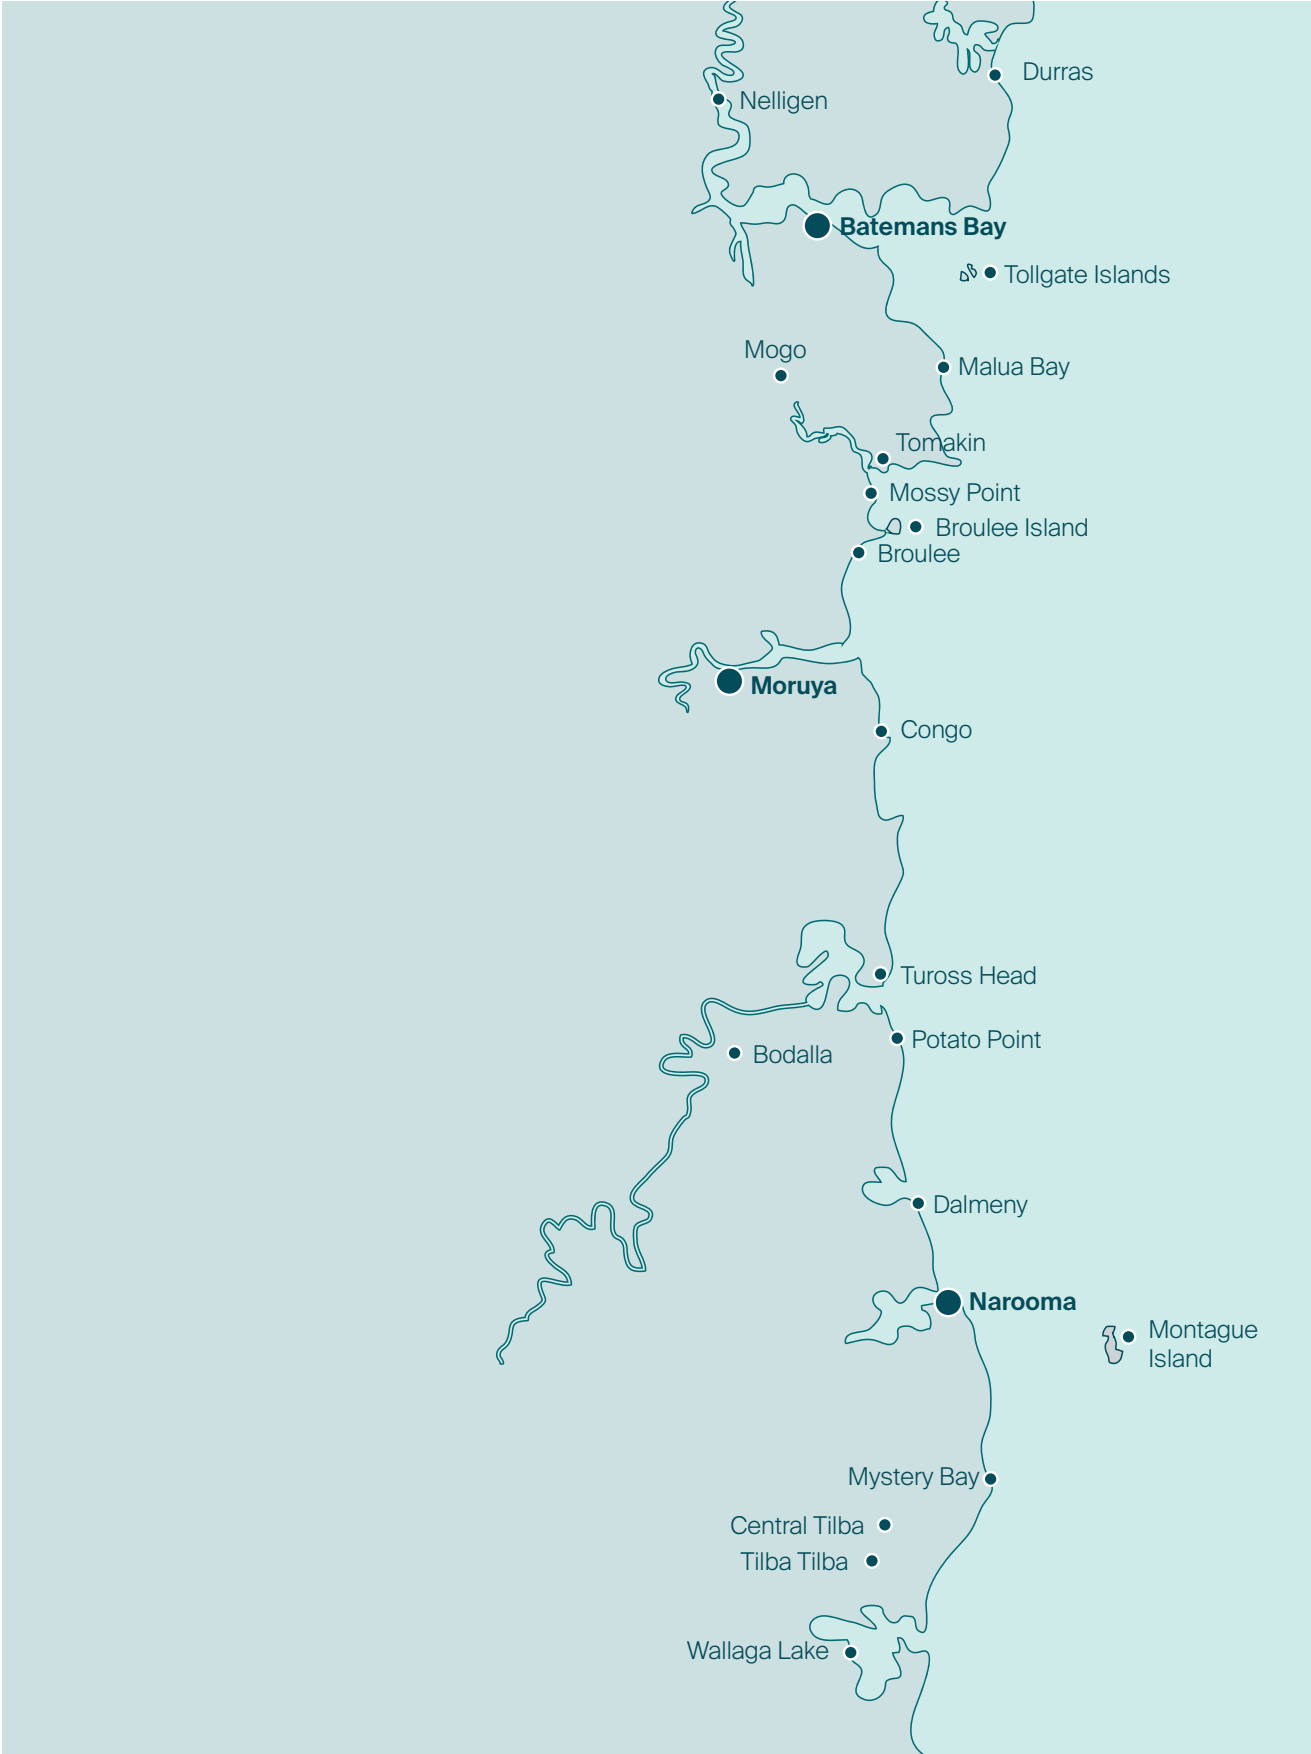 Durras
Nelligen
Batemans Bay
Tollgate Islands
Mogo
Malua Bay
Tomakin
Mossy Point
Broulee Island
Broulee
Moruya
Congo
Tuross Head
Potato Point
Bodalla
Dalmeny
Narooma
Montague
Island
Mystery Bay
Central Tilba
Tilba Tilba
Wallaga Lake